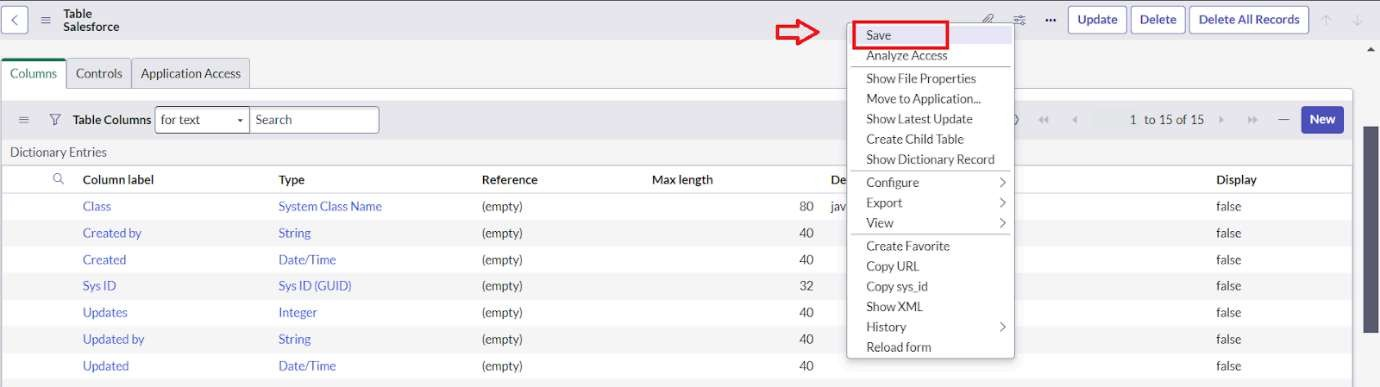 Table
Salesforce
Update
Delete
Delete All Records
Save
Analyze Access
Show File Properties
Move to Application...
Show Latest Update
Create Child Table
Show Dictionary Record
Configure
Export
View
Create Favorite
Copy URL
Copy sys_id
Show XML
History
Reload form
Columns
Controls
Application Access
Table Columns
for text
Search
1 to 15 of 15
New
Dictionary Entries
Column label Type Reference Max length De Display
Class System Class Name (empty) 80 jav false
Created by String (empty) 40 false
Created Date/Time (empty) 40 false
Sys ID Sys ID (GUID) (empty) 32 false
Updates Integer (empty) 40 false
Updated by String (empty) 40 false
Updated Date/Time (empty) 40 false